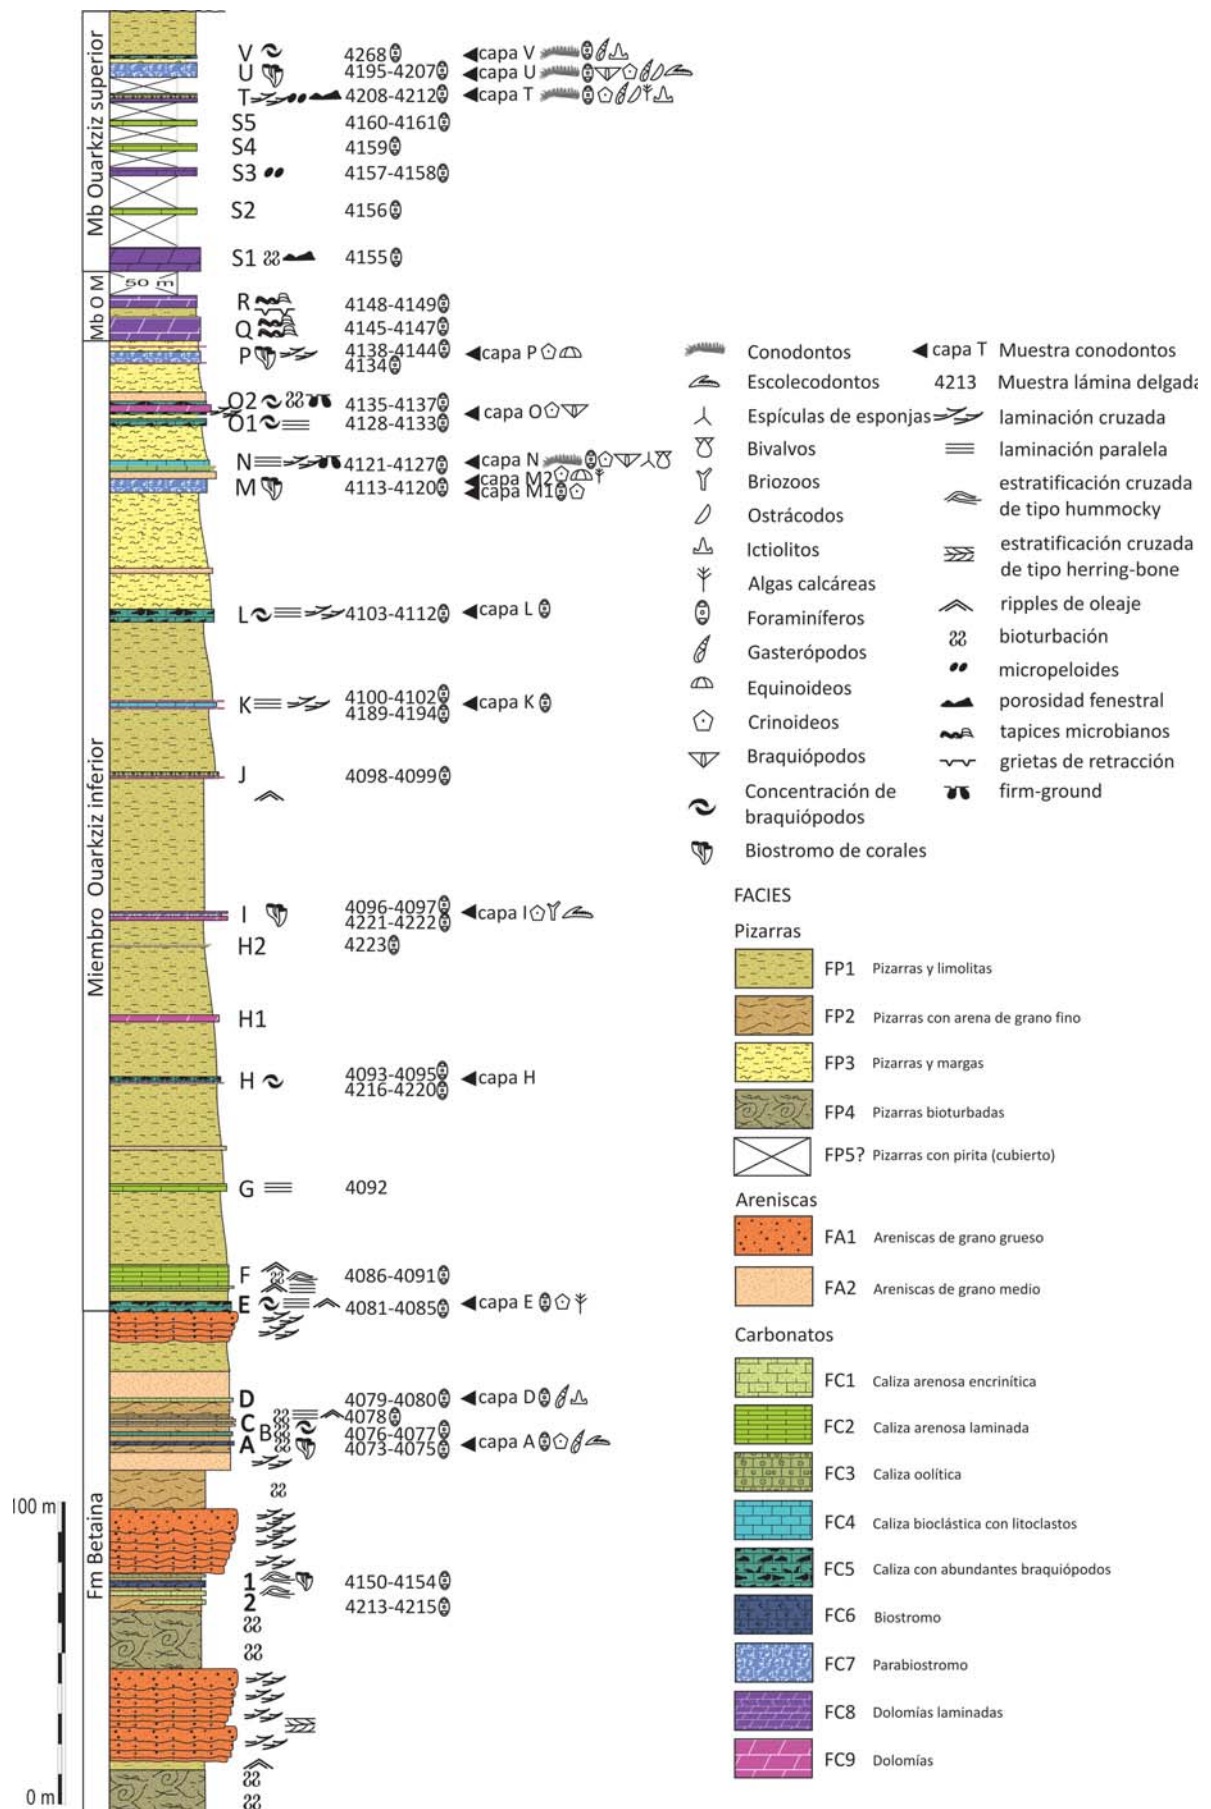 Mb Ouarkziz superior
Mb O M
Miembro Ouarkziz inferior
Fm Betaina
100 m
0 m
50 m
V 4268 capa V
U 4195-4207 capa U
T 4208-4212 capa T
S5 4160-4161
S4 4159
S3 4157-4158
S2 4156
S1 4155
R 4148-4149
Q 4145-4147
P 4138-4144 capa P
4134
O2 4135-4137 capa O
O1 4128-4133
N 4121-4127 capa N
capa M2
M 4113-4120 capa M1
L 4103-4112 capa L
K 4100-4102 capa K
4189-4194
J 4098-4099
I 4096-4097 capa I
4221-4222
H2 4223
H1
H 4093-4095 capa H
4216-4220
G 4092
F 4086-4091
E 4081-4085 capa E
D 4079-4080 capa D
C 4078
B 4076-4077
A 4073-4075 capa A
1 4150-4154
2 4213-4215
Conodontos
Escolecodontos
Espículas de esponjas
Bivalvos
Briozoos
Ostrácodos
Ictiolitos
Algas calcáreas
Foraminíferos
Gasterópodos
Equinoideos
Crinoideos
Braquiópodos
Concentración de
braquiópodos
Biostromo de corales
capa T Muestra conodontos
4213 Muestra lámina delgada
laminación cruzada
laminación paralela
estratificación cruzada
de tipo hummocky
estratificación cruzada
de tipo herring-bone
ripples de oleaje
bioturbación
micropeloides
porosidad fenestral
tapices microbianos
grietas de retracción
firm-ground
FACIES
Pizarras
FP1 Pizarras y limolitas
FP2 Pizarras con arena de grano fino
FP3 Pizarras y margas
FP4 Pizarras bioturbadas
FP5? Pizarras con pirita (cubierto)
Areniscas
FA1 Areniscas de grano grueso
FA2 Areniscas de grano medio
Carbonatos
FC1 Caliza arenosa encrinítica
FC2 Caliza arenosa laminada
FC3 Caliza oolítica
FC4 Caliza bioclástica con litoclastos
FC5 Caliza con abundantes braquiópodos
FC6 Biostromo
FC7 Parabiostromo
FC8 Dolomías laminadas
FC9 Dolomías